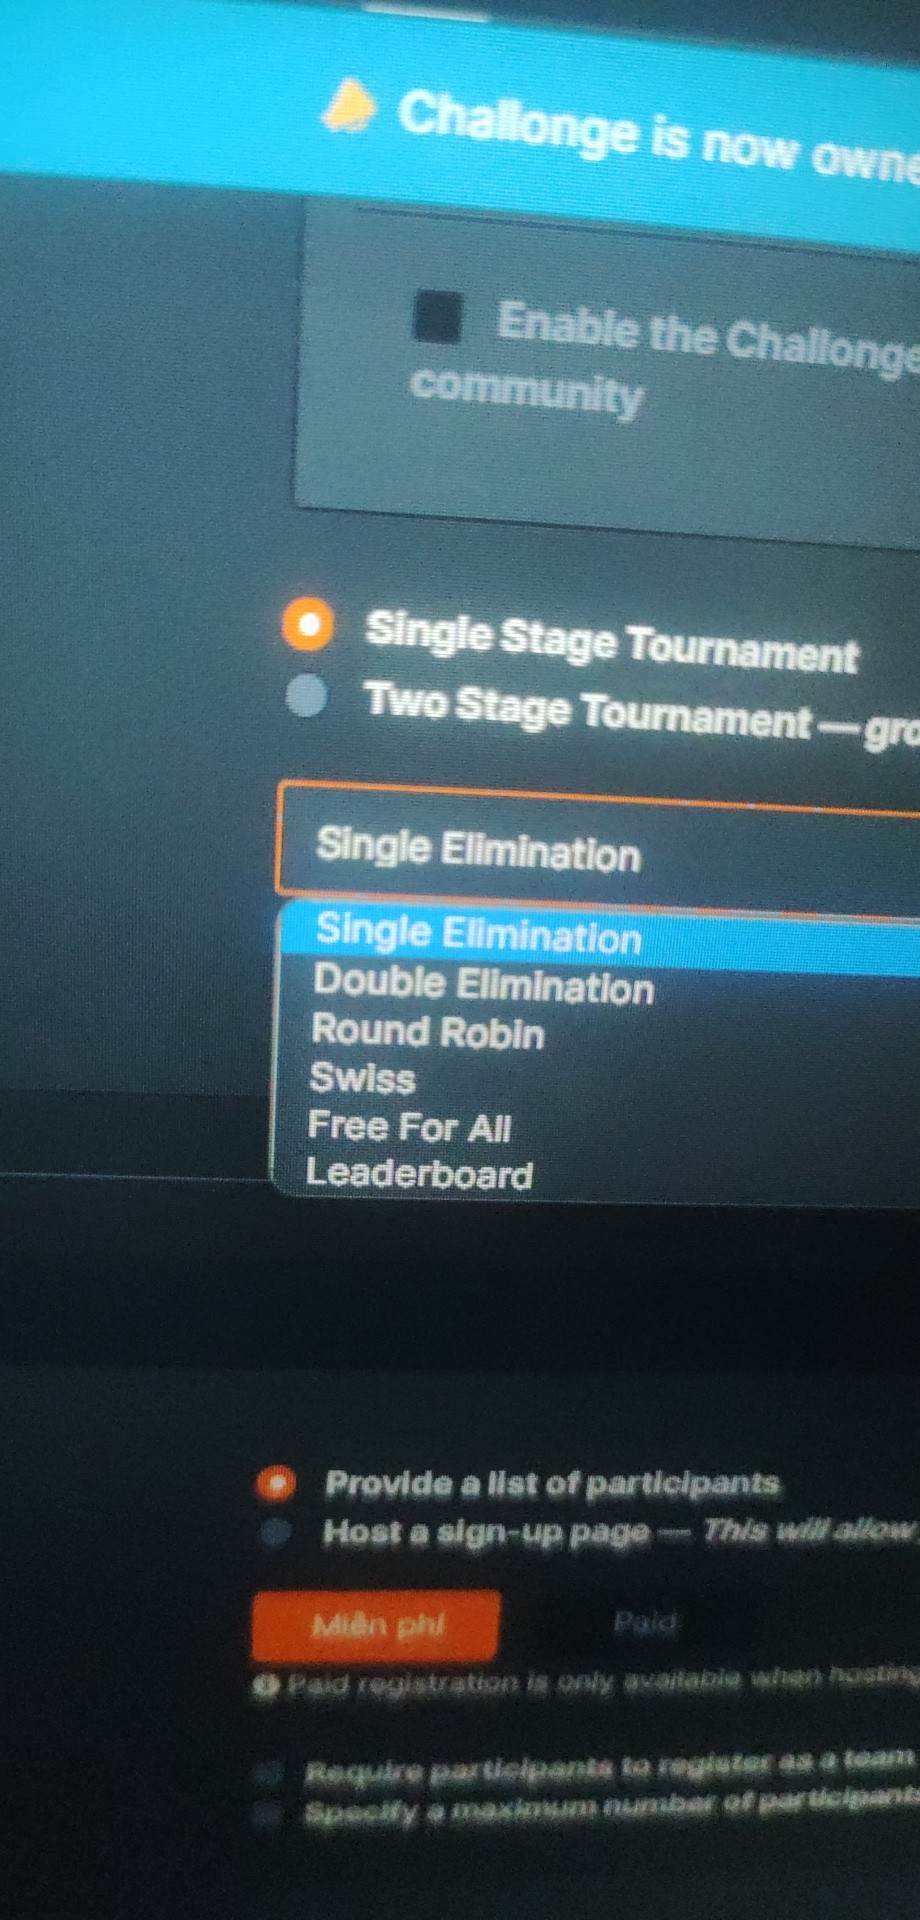 Challonge is now owne
Enable the Challonge
community
Single Stage Tournament
Two Stage Tournament — gro
Single Elimination
Single Elimination
Double Elimination
Round Robin
Swiss
Free For All
Leaderboard
Provide a list of participants
Host a sign-up page — This will allow
Miễn phí
Paid
Paid registration is only available when hosting
Require participants to register as a team
Specify a maximum number of participants